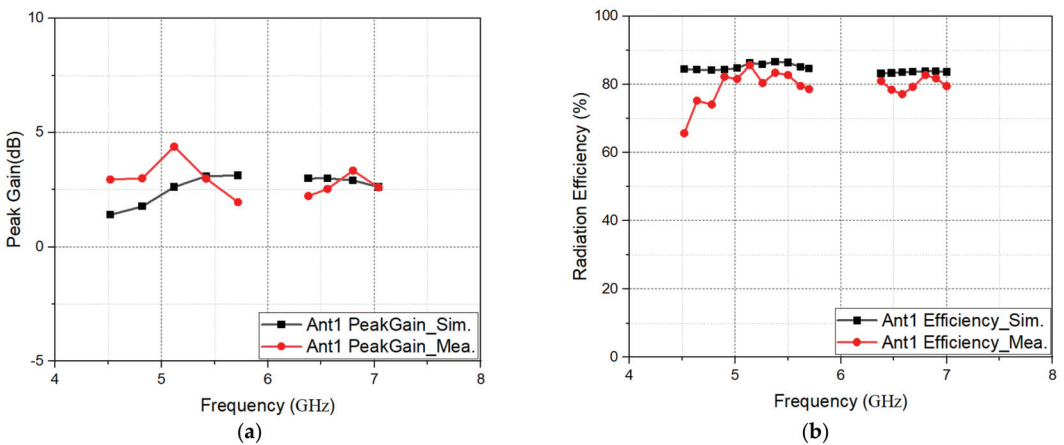 10
5
0
-5
Peak Gain(dB)
Ant1 PeakGain_Sim.
Ant1 PeakGain_Mea.
4 5 6 7 8
Frequency (GHz)
(a)
100
80
60
40
20
0
Radiation Efficiency (%)
Ant1 Efficiency_Sim.
Ant1 Efficiency_Mea.
4 5 6 7 8
Frequency (GHz)
(b)